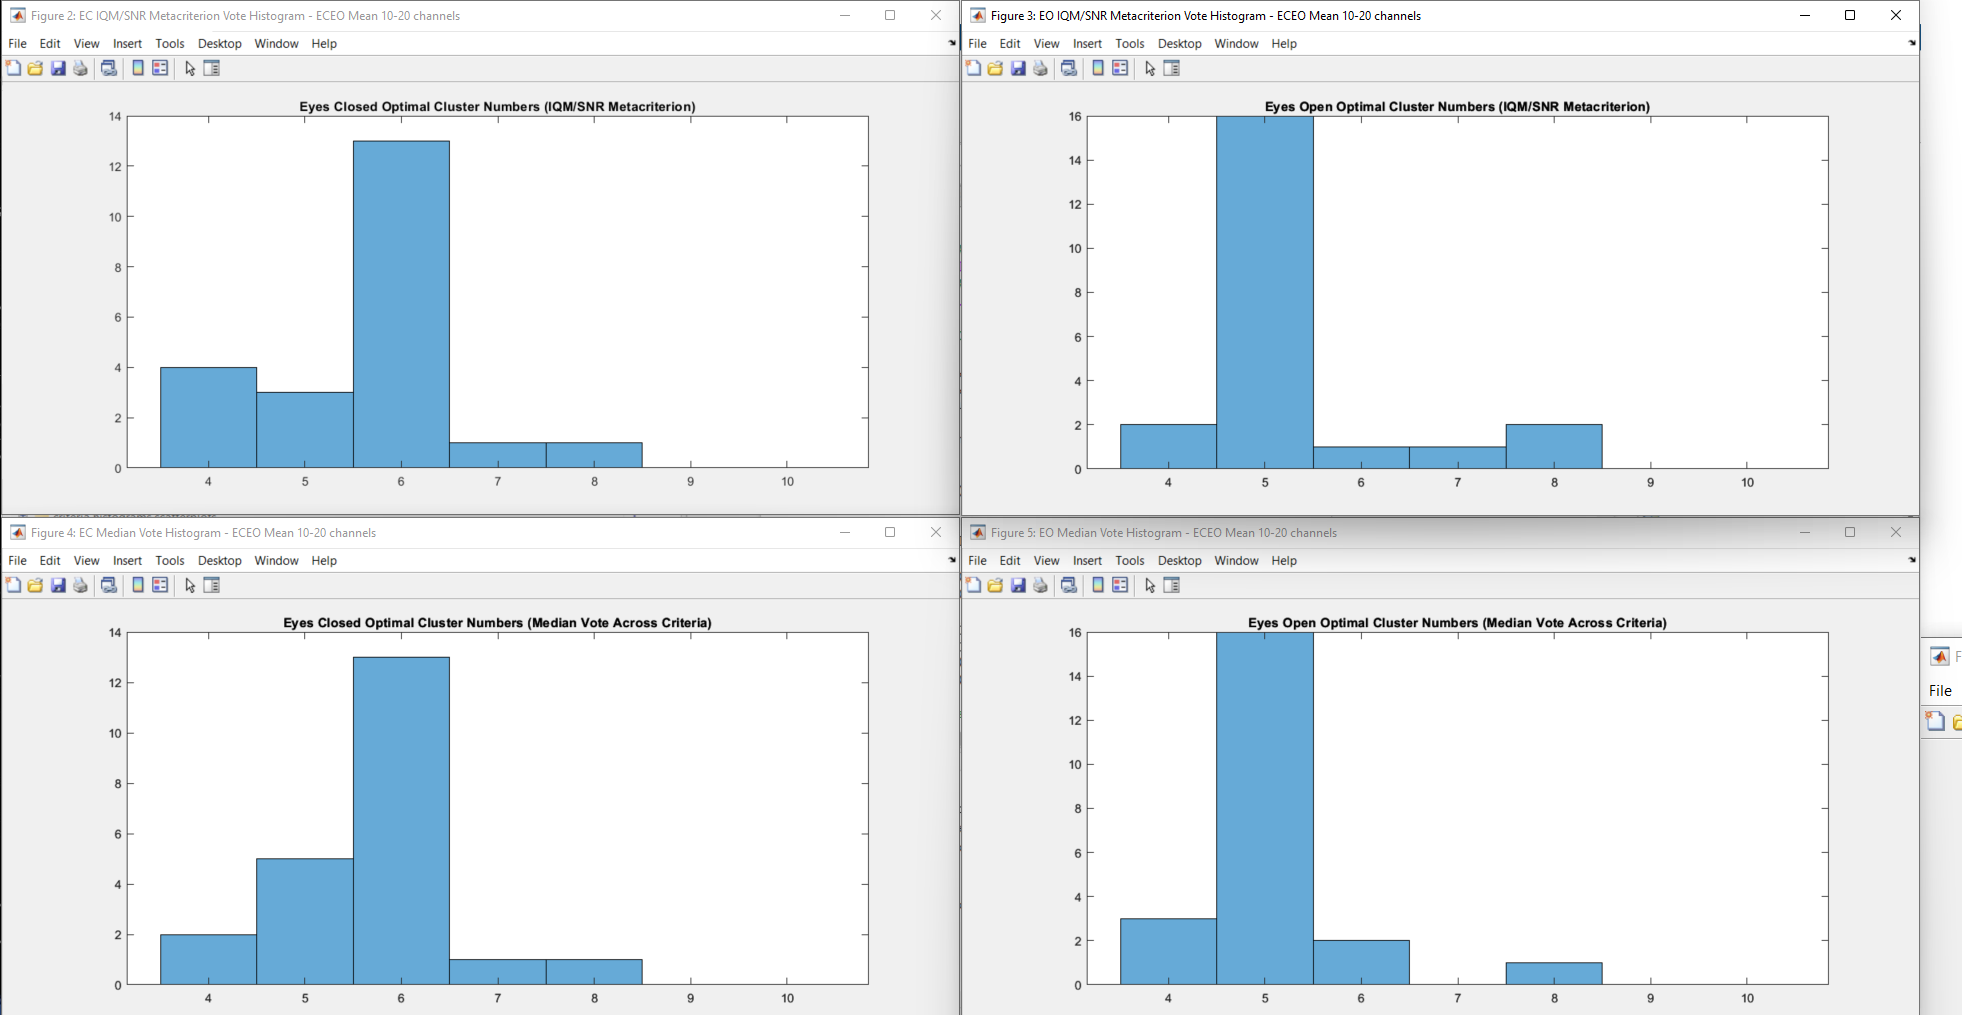 Figure 2: EC IQM/SNR Metacriterion Vote Histogram - ECEO Mean 10-20 channels
File Edit View Insert Tools Desktop Window Help
Eyes Closed Optimal Cluster Numbers (IQM/SNR Metacriterion)
14
12
10
8
6
4
2
0
4 5 6 7 8 9 10
Figure 3: EO IQM/SNR Metacriterion Vote Histogram - ECEO Mean 10-20 channels
File Edit View Insert Tools Desktop Window Help
Eyes Open Optimal Cluster Numbers (IQM/SNR Metacriterion)
16
14
12
10
8
6
4
2
0
4 5 6 7 8 9 10
Figure 4: EC Median Vote Histogram - ECEO Mean 10-20 channels
File Edit View Insert Tools Desktop Window Help
Eyes Closed Optimal Cluster Numbers (Median Vote Across Criteria)
14
12
10
8
6
4
2
0
4 5 6 7 8 9 10
Figure 5: EO Median Vote Histogram - ECEO Mean 10-20 channels
File Edit View Insert Tools Desktop Window Help
Eyes Open Optimal Cluster Numbers (Median Vote Across Criteria)
16
14
12
10
8
6
4
2
0
4 5 6 7 8 9 10
F
File